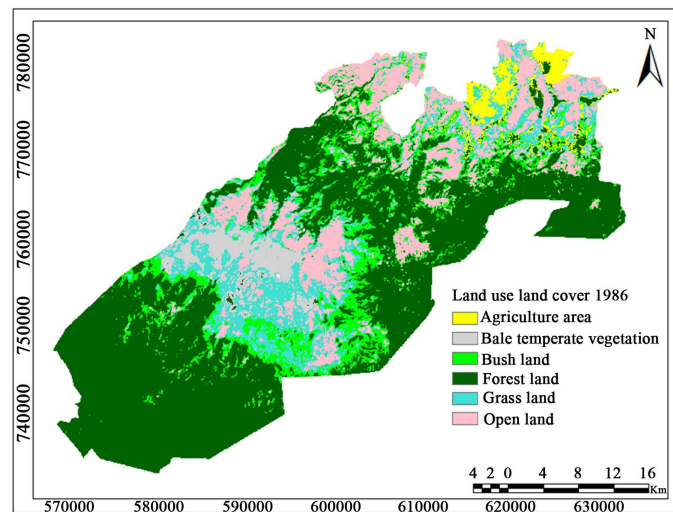 N
780000
770000
760000
750000
740000
Land use land cover 1986
Agriculture area
Bale temperate vegetation
Bush land
Forest land
Grass land
Open land
4 2 0 4 8 12 16
Km
570000 580000 590000 600000 610000 620000 630000